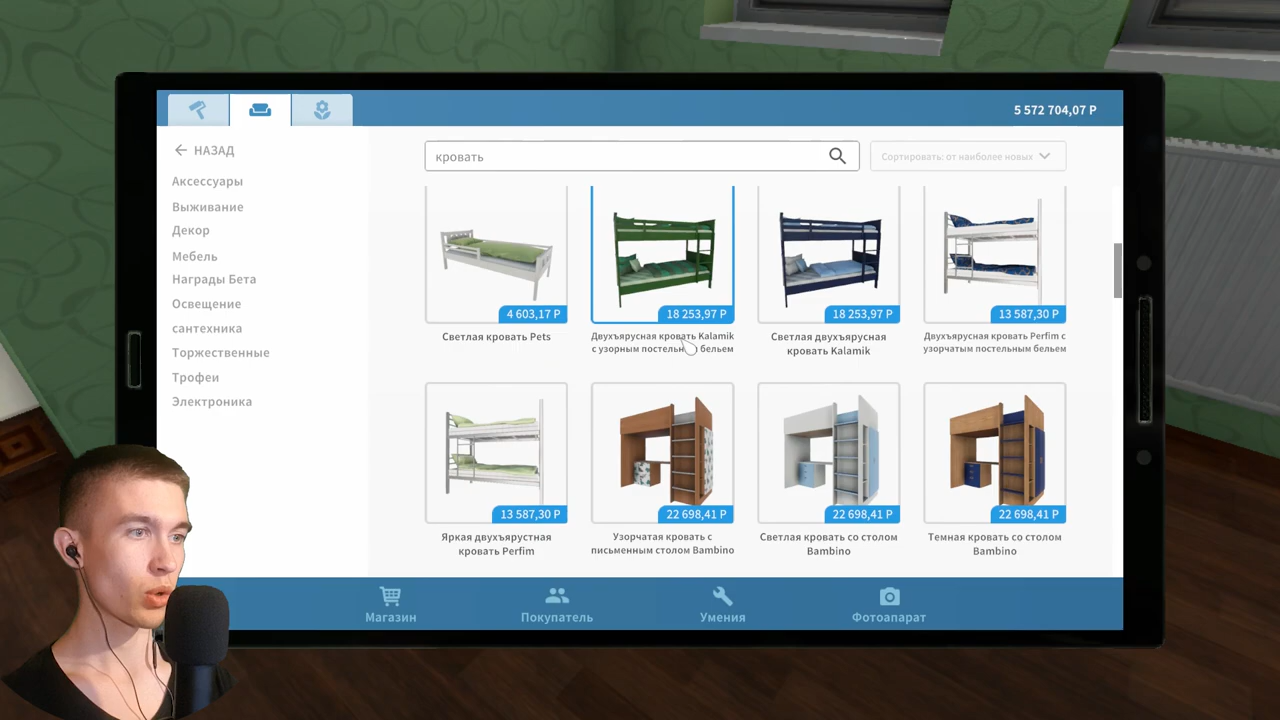 5 572 704,07 Р
НАЗАД
Аксессуары
Выживание
Декор
Мебель
Награды Бета
Освещение
сантехника
Торжественные
Трофеи
Электроника
кровать
Сортировать: от наиболее новых
4 603,17 Р
Светлая кровать Pets
18 253,97 Р
Двухъярусная кровать Kalamik
с узорным постельн бельем
18 253,97 Р
Светлая двухъярусная
кровать Kalamik
13 587,30 Р
Двухъярусная кровать Perfim с
узорчатым постельным бельем
13 587,30 Р
Яркая двухъярустная
кровать Perfim
22 698,41 Р
Узорчатая кровать с
письменным столом Bambino
22 698,41 Р
Светлая кровать со столом
Bambino
22 698,41 Р
Темная кровать со столом
Bambino
Магазин
Покупатель
Умения
Фотоаппарат